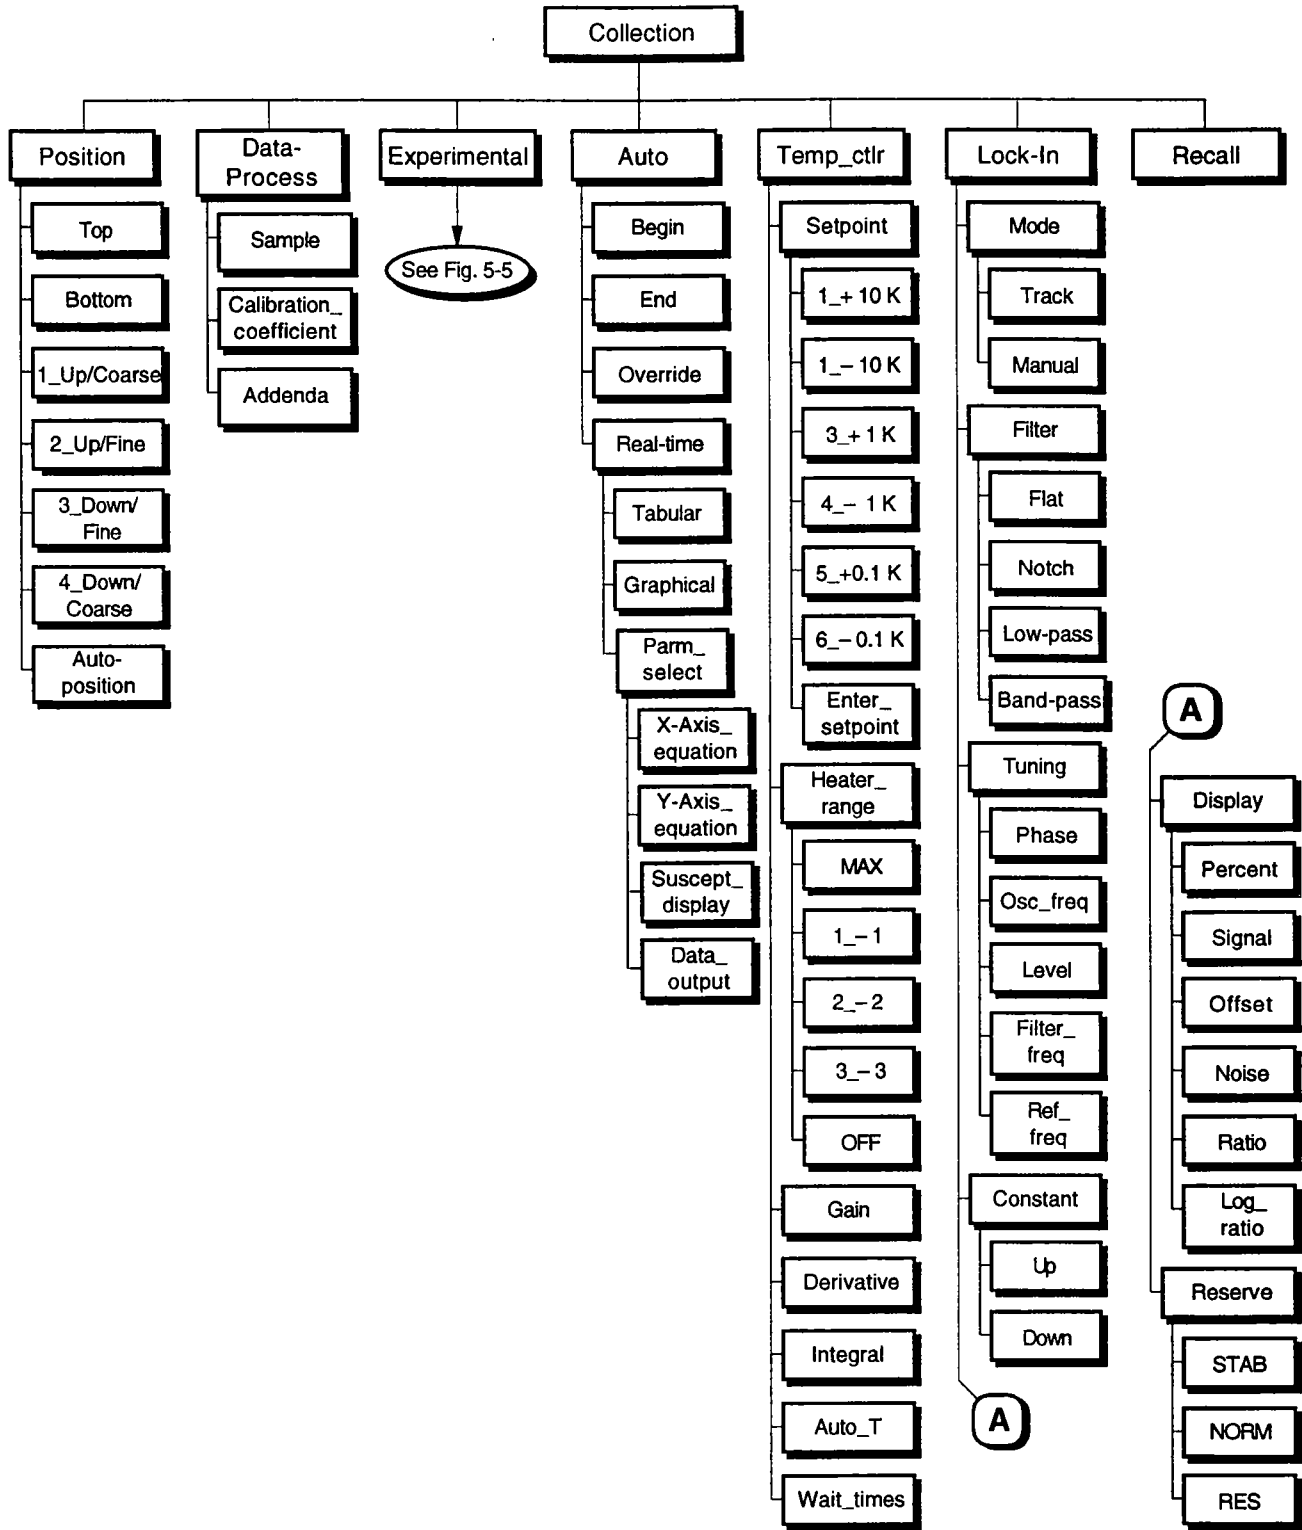 Collection
Position
Data-
Process
Experimental
Auto
Temp_ctlr
Lock-In
Recall
Top
Bottom
1_Up/Coarse
2_Up/Fine
3_Down/
Fine
4_Down/
Coarse
Auto-
position
Sample
Calibration_
coefficient
Addenda
See Fig. 5-5
Begin
End
Override
Real-time
Tabular
Graphical
Parm_
select
X-Axis_
equation
Y-Axis_
equation
Suscept_
display
Data_
output
Setpoint
1_+ 10 K
1_– 10 K
3_+ 1 K
4_– 1 K
5_+0.1 K
6_– 0.1 K
Enter_
setpoint
Heater_
range
MAX
1_– 1
2_– 2
3_– 3
OFF
Gain
Derivative
Integral
Auto_T
Wait_times
Mode
Track
Manual
Filter
Flat
Notch
Low-pass
Band-pass
Tuning
Phase
Osc_freq
Level
Filter_
freq
Ref_
freq
Constant
Up
Down
A
A
Display
Percent
Signal
Offset
Noise
Ratio
Log_
ratio
Reserve
STAB
NORM
RES